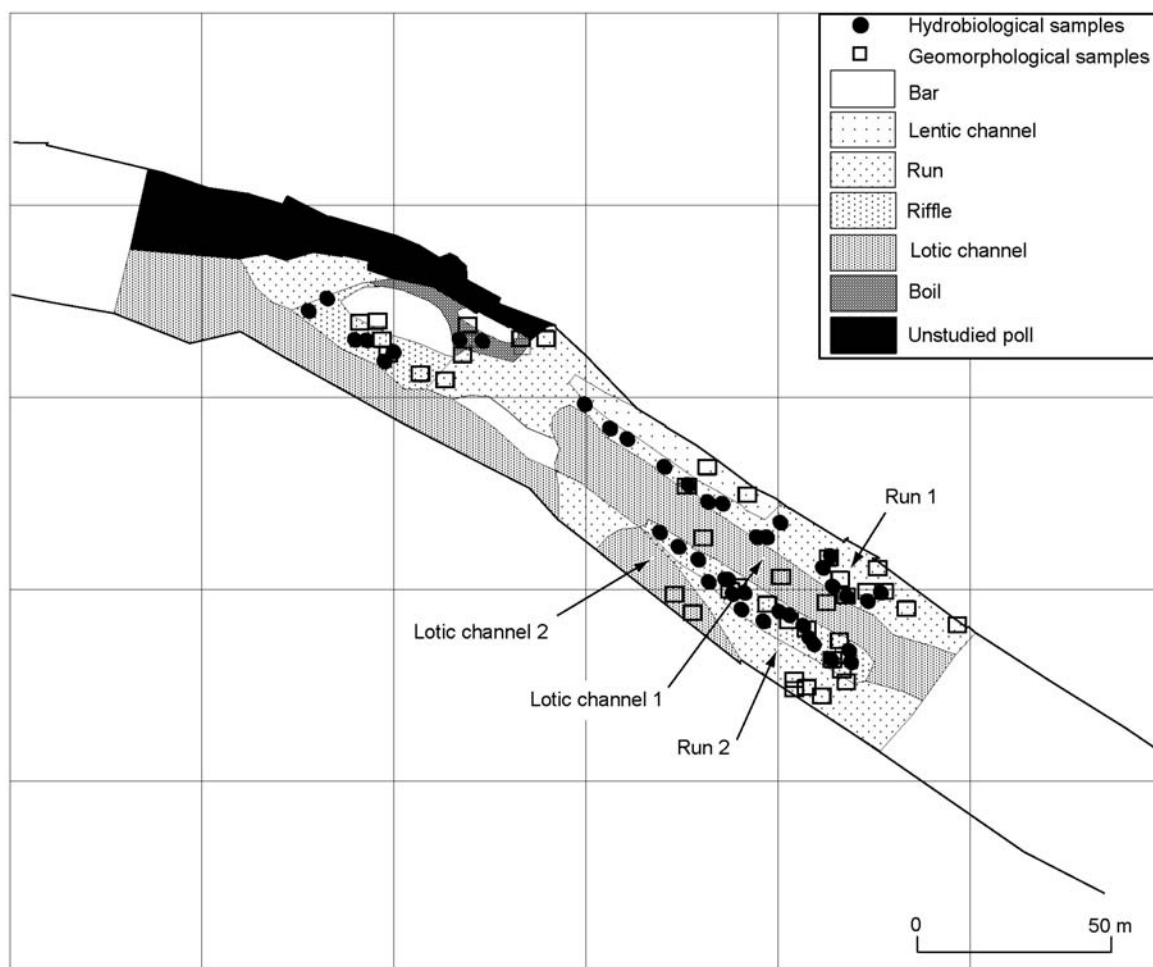 Hydrobiological samples
Geomorphological samples
Bar
Lentic channel
Run
Riffle
Lotic channel
Boil
Unstudied poll
Run 1
Lotic channel 2
Lotic channel 1
Run 2
0 50 m